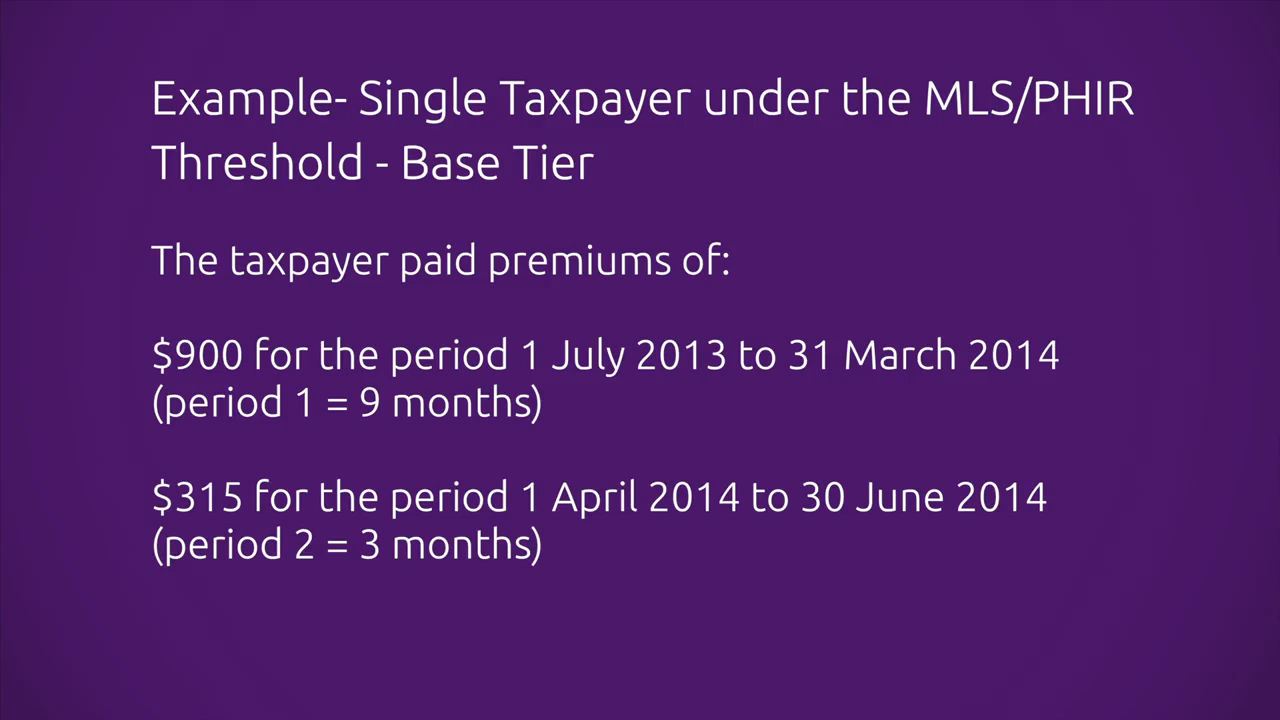 Example- Single Taxpayer under the MLS/PHIR
Threshold - Base Tier
The taxpayer paid premiums of:
$900 for the period 1 July 2013 to 31 March 2014
(period 1 = 9 months)
$315 for the period 1 April 2014 to 30 June 2014
(period 2 = 3 months)